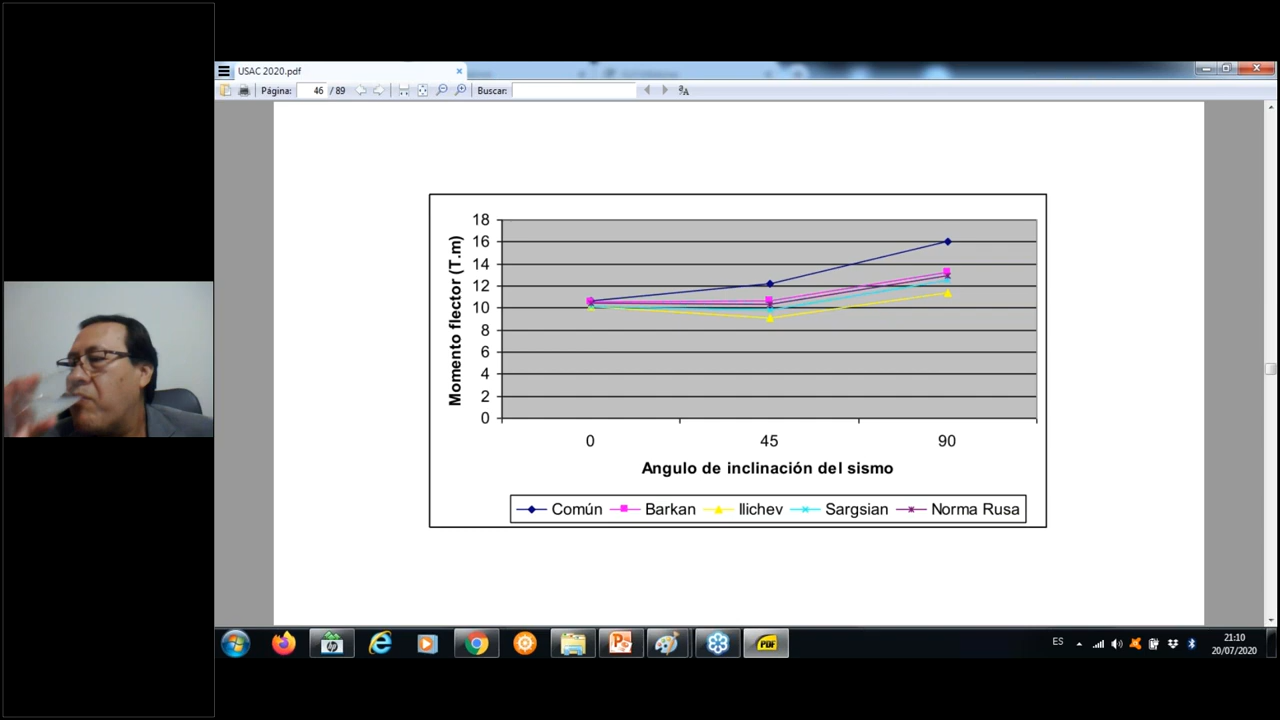 USAC 2020.pdf
Página: 46 / 89 Buscar:
18
16
14
12
10
8
6
4
2
0
Momento flector (T.m)
0 45 90
Angulo de inclinación del sismo
Común Barkan Ilichev Sargsian Norma Rusa
PDF
ES
21:10
20/07/2020